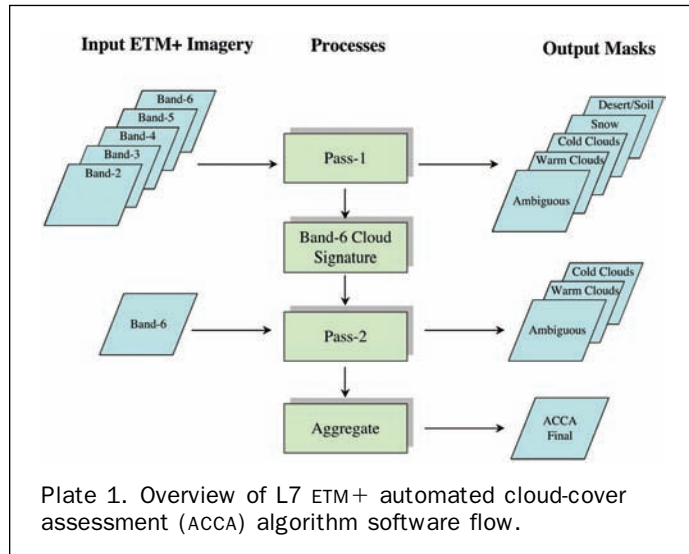 Input ETM+ Imagery
Processes
Output Masks
Band-6
Band-5
Band-4
Band-3
Band-2
Pass-1
Desert/Soil
Snow
Cold Clouds
Warm Clouds
Ambiguous
Band-6 Cloud
Signature
Band-6
Pass-2
Cold Clouds
Warm Clouds
Ambiguous
Aggregate
ACCA
Final
Plate 1. Overview of L7 ETM+ automated cloud-cover
assessment (ACCA) algorithm software flow.